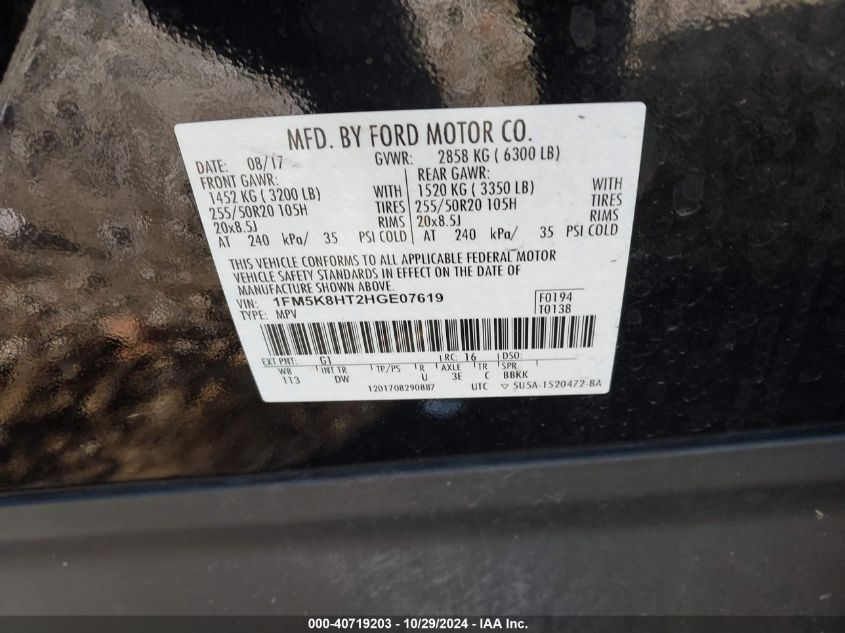 MFD. BY FORD MOTOR CO.
DATE: 08/17 GVWR: 2858 KG ( 6300 LB)
FRONT GAWR: REAR GAWR:
1452 KG ( 3200 LB) WITH 1520 KG ( 3350 LB) WITH
255/50R20 105H TIRES 255/50R20 105H TIRES
20x8.5J RIMS 20x8.5J RIMS
AT 240 kPa/ 35 PSI COLD AT 240 kPa/ 35 PSI COLD
THIS VEHICLE CONFORMS TO ALL APPLICABLE FEDERAL MOTOR
VEHICLE SAFETY STANDARDS IN EFFECT ON THE DATE OF
MANUFACTURE SHOWN ABOVE.
VIN: 1FM5K8HT2HGE07619 F0194
TYPE: MPV T0138
EXT PNT: G1 RC: 16 DSO:
WB INT TR TP/PS R AXLE TR SPR
113 DW U 3E C BBKK
1201708290887 UTC ▽ 5U5A-1520472-BA
000-40719203 - 10/29/2024 - IAA Inc.